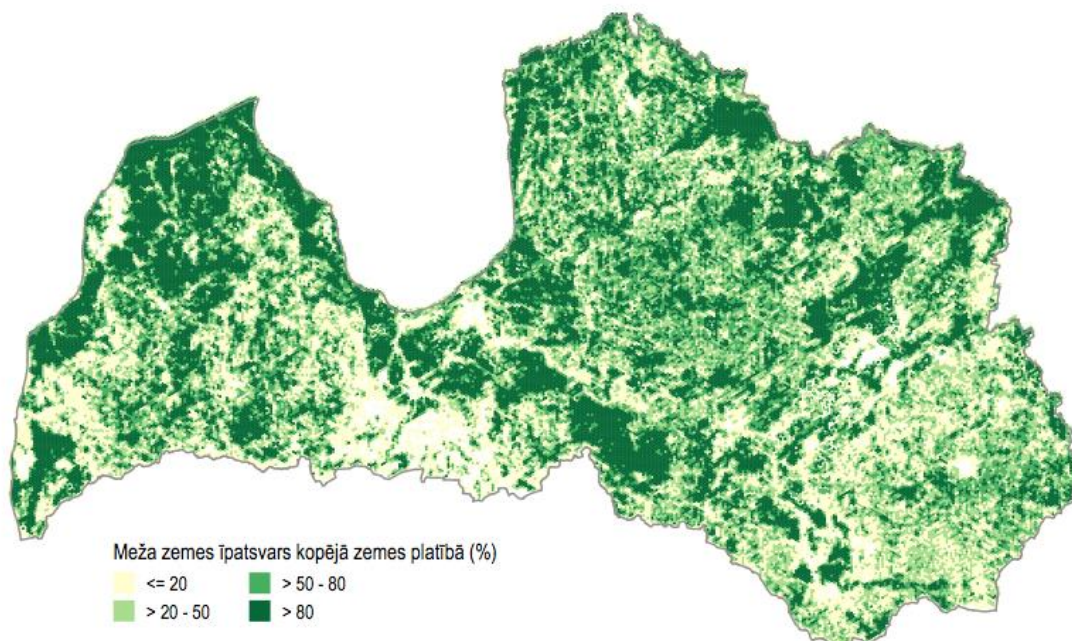 Meža zemes īpatsvars kopējā zemes platībā (%)
<= 20
> 50 - 80
> 20 - 50
> 80